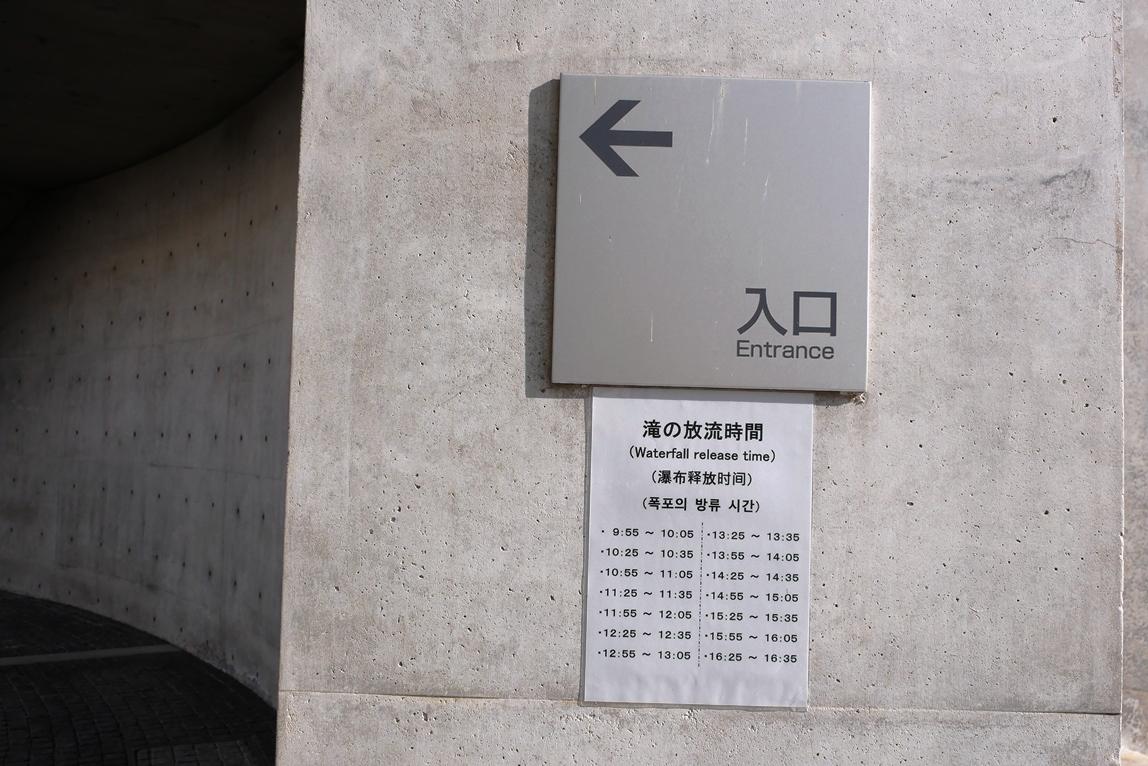 入口
Entrance
滝の放流時間
(Waterfall release time)
(瀑布释放时间)
(폭포의 방류 시간)
・ 9:55 ～ 10:05
・10:25 ～ 10:35
・10:55 ～ 11:05
・11:25 ～ 11:35
・11:55 ～ 12:05
・12:25 ～ 12:35
・12:55 ～ 13:05
・13:25 ～ 13:35
・13:55 ～ 14:05
・14:25 ～ 14:35
・14:55 ～ 15:05
・15:25 ～ 15:35
・15:55 ～ 16:05
・16:25 ～ 16:35